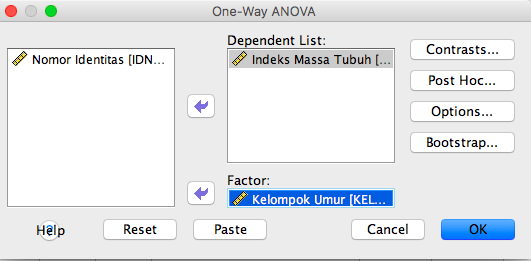 One-Way ANOVA
Nomor Identitas [IDN...
Dependent List:
Indeks Massa Tubuh [...
Factor:
Kelompok Umur [KEL...
Contrasts...
Post Hoc...
Options...
Bootstrap...
Help
Reset
Paste
Cancel
OK